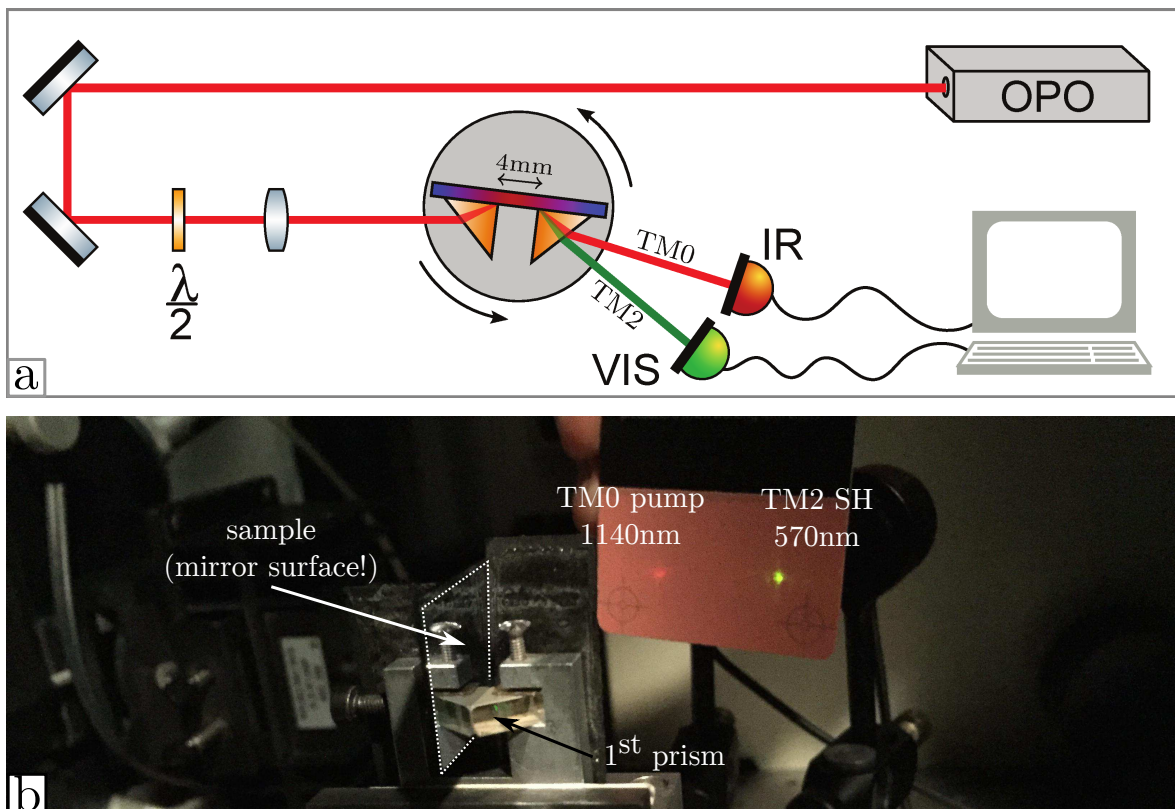 OPO
4mm
λ
2
TM0
IR
TM2
VIS
a
TM0 pump
1140nm
TM2 SH
570nm
sample
(mirror surface!)
1st prism
b